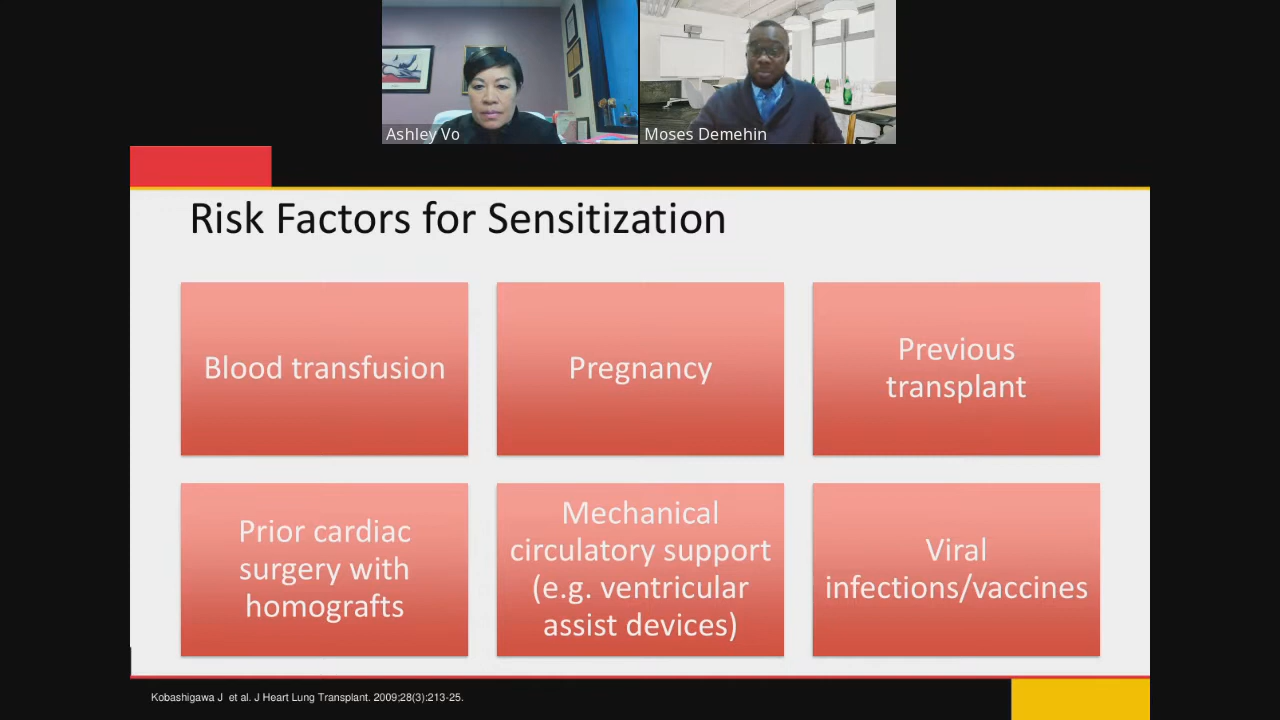 Ashley Vo
Moses Demehin
Risk Factors for Sensitization
Blood transfusion
Pregnancy
Previous
transplant
Prior cardiac
surgery with
homografts
Mechanical
circulatory support
(e.g. ventricular
assist devices)
Viral
infections/vaccines
Kobashigawa J et al. J Heart Lung Transplant. 2009;28(3):213-25.